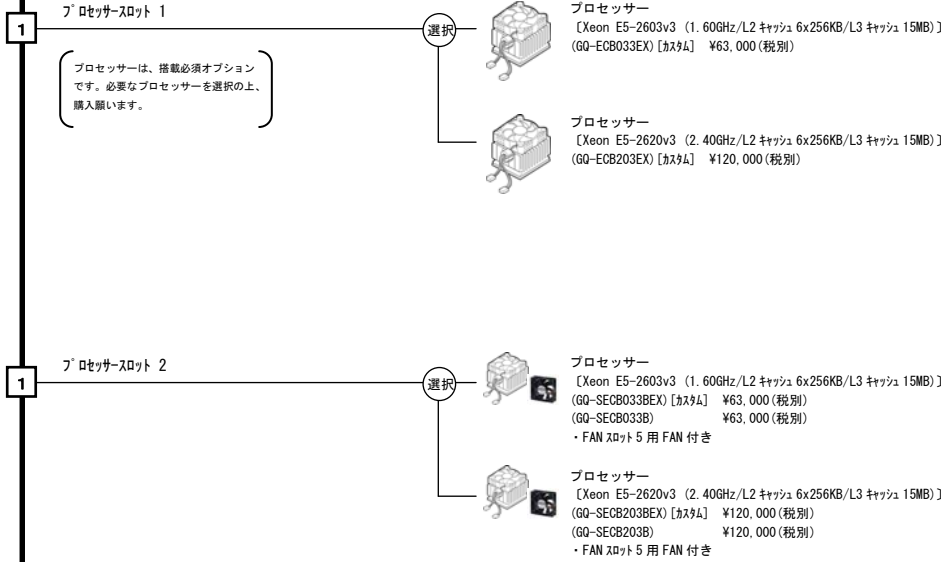 1
ﾌﾟﾛｾｯｻｰｽﾛｯﾄ 1
選択
プロセッサーは、搭載必須オプション
です。必要なプロセッサーを選択の上、
購入願います。
プロセッサー
〔Xeon E5-2603v3 (1.60GHz/L2 ｷｬｯｼｭ 6x256KB/L3 ｷｬｯｼｭ 15MB)〕
(GQ-ECB033EX)[ｶｽﾀﾑ] ¥63,000(税別)
プロセッサー
〔Xeon E5-2620v3 (2.40GHz/L2 ｷｬｯｼｭ 6x256KB/L3 ｷｬｯｼｭ 15MB)〕
(GQ-ECB203EX)[ｶｽﾀﾑ] ¥120,000(税別)
1
ﾌﾟﾛｾｯｻｰｽﾛｯﾄ 2
選択
プロセッサー
〔Xeon E5-2603v3 (1.60GHz/L2 ｷｬｯｼｭ 6x256KB/L3 ｷｬｯｼｭ 15MB)〕
(GQ-SECB033BEX)[ｶｽﾀﾑ] ¥63,000(税別)
(GQ-SECB033B) ¥63,000(税別)
・FAN ｽﾛｯﾄ 5 用 FAN 付き
プロセッサー
〔Xeon E5-2620v3 (2.40GHz/L2 ｷｬｯｼｭ 6x256KB/L3 ｷｬｯｼｭ 15MB)〕
(GQ-SECB203BEX)[ｶｽﾀﾑ] ¥120,000(税別)
(GQ-SECB203B) ¥120,000(税別)
・FAN ｽﾛｯﾄ 5 用 FAN 付き